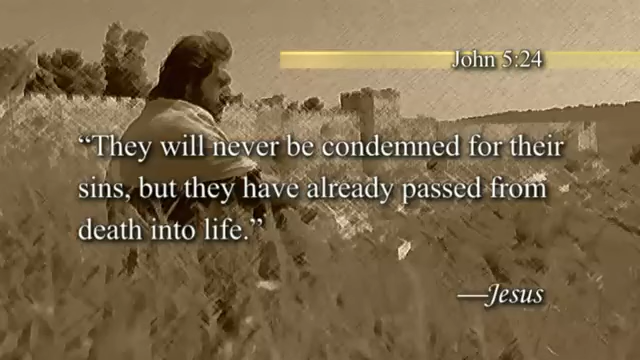 John 5:24
“They will never be condemned for their
sins, but they have already passed from
death into life.”
—Jesus